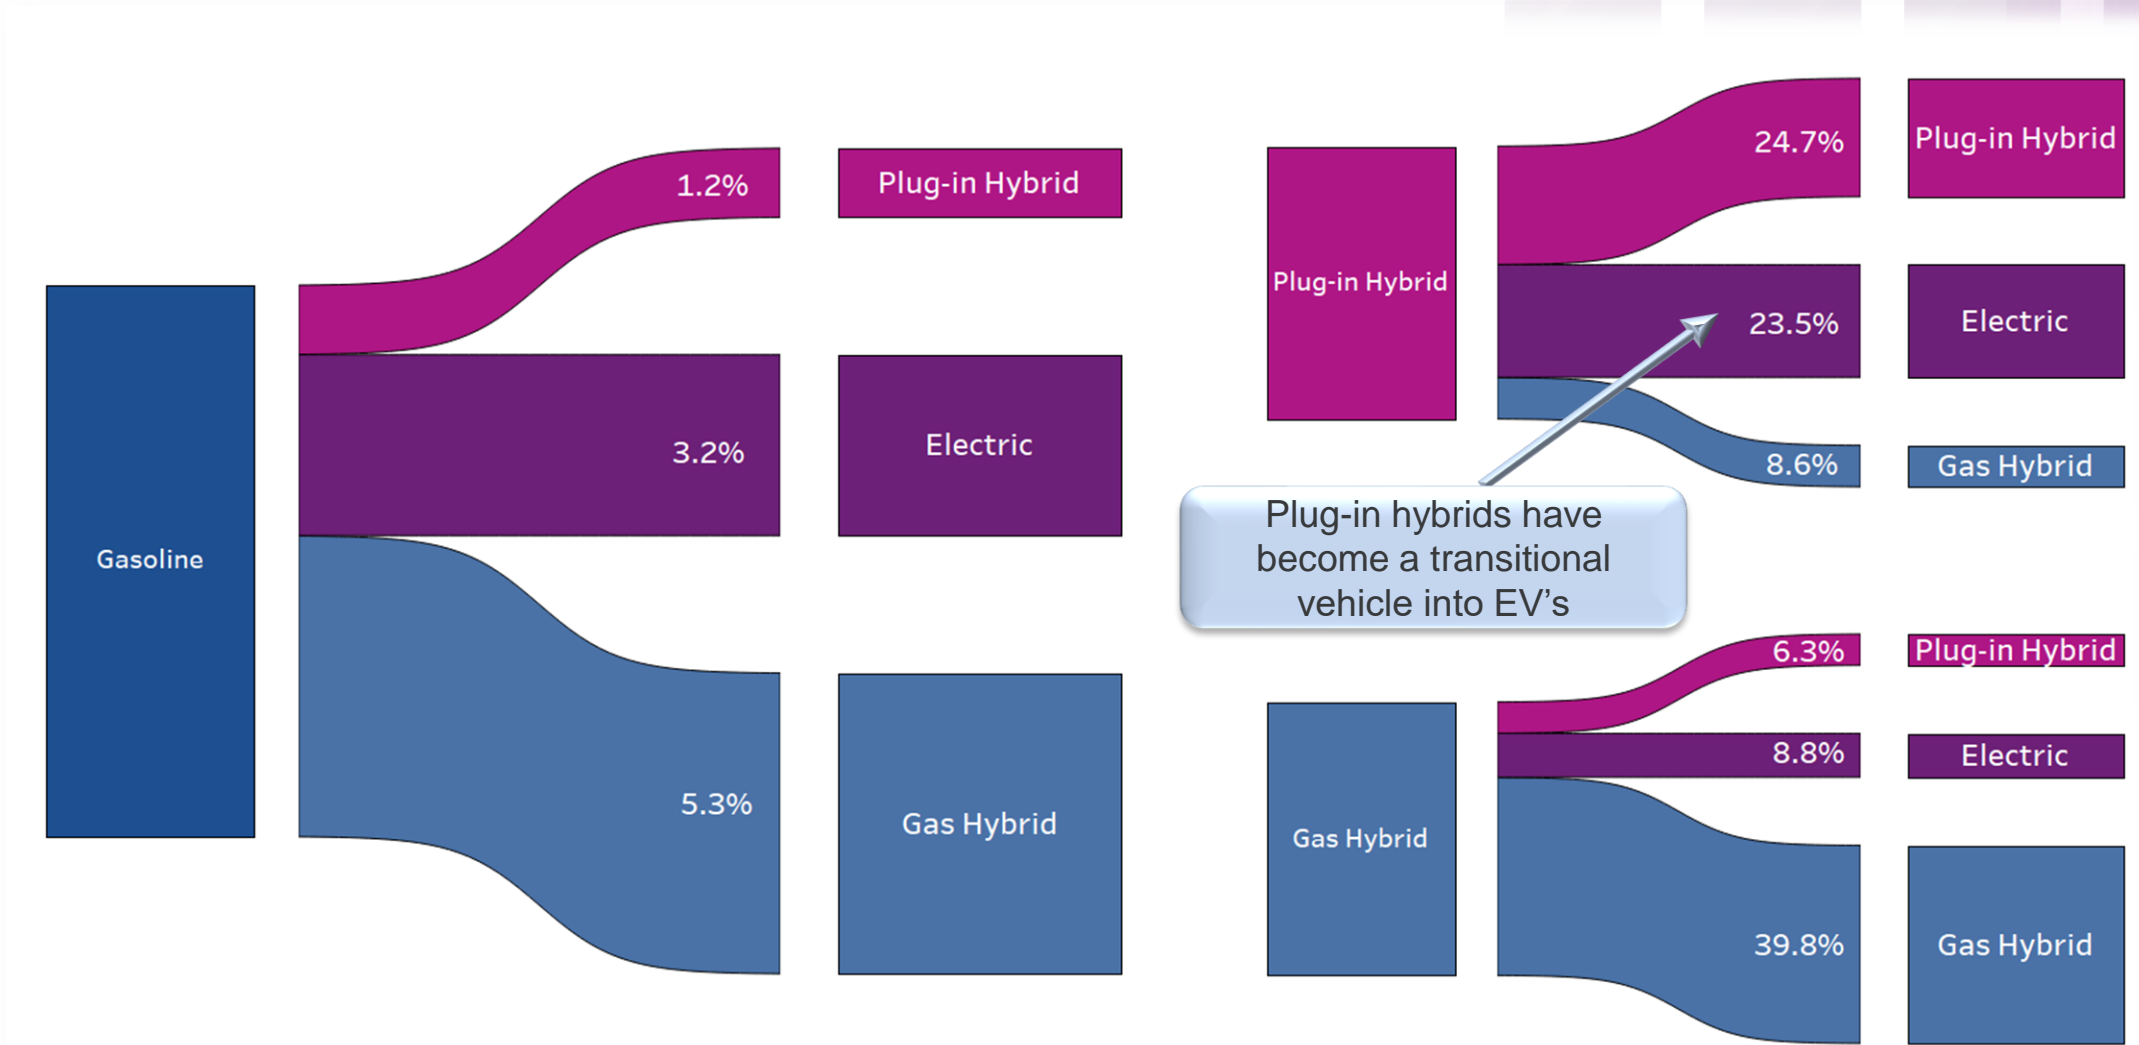 Gasoline
1.2%
Plug-in Hybrid
3.2%
Electric
5.3%
Gas Hybrid
Plug-in Hybrid
24.7%
Plug-in Hybrid
23.5%
Electric
8.6%
Gas Hybrid
Plug-in hybrids have
become a transitional
vehicle into EV’s
Gas Hybrid
6.3%
Plug-in Hybrid
8.8%
Electric
39.8%
Gas Hybrid